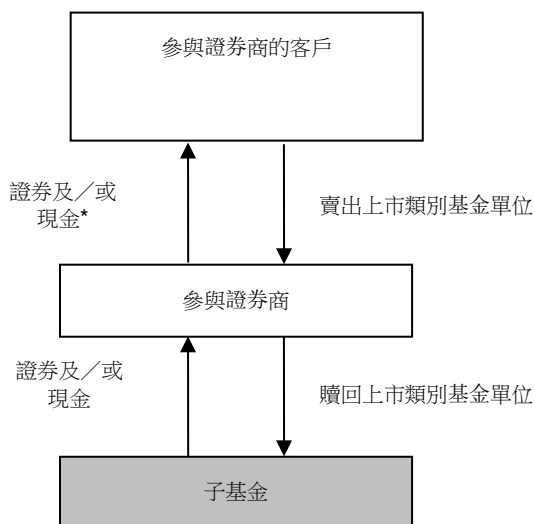 參與證券商的客戶
證券及／或
現金*
賣出上市類別基金單位
參與證券商
證券及／或
現金
贖回上市類別基金單位
子基金